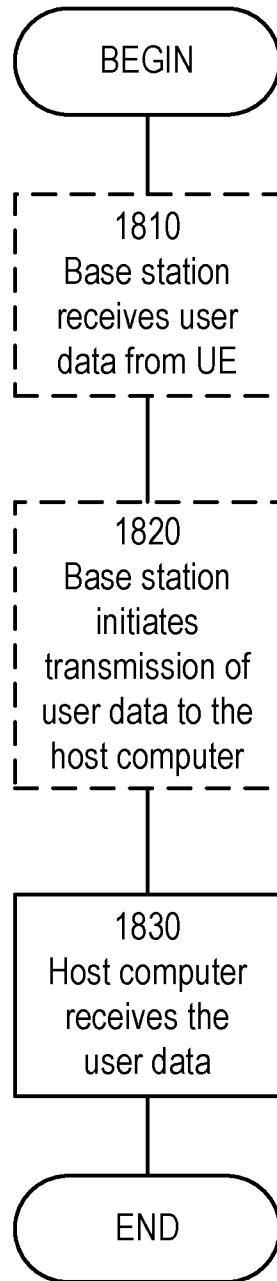 BEGIN
1810
Base station
receives user
data from UE
1820
Base station
initiates
transmission of
user data to the
host computer
1830
Host computer
receives the
user data
END